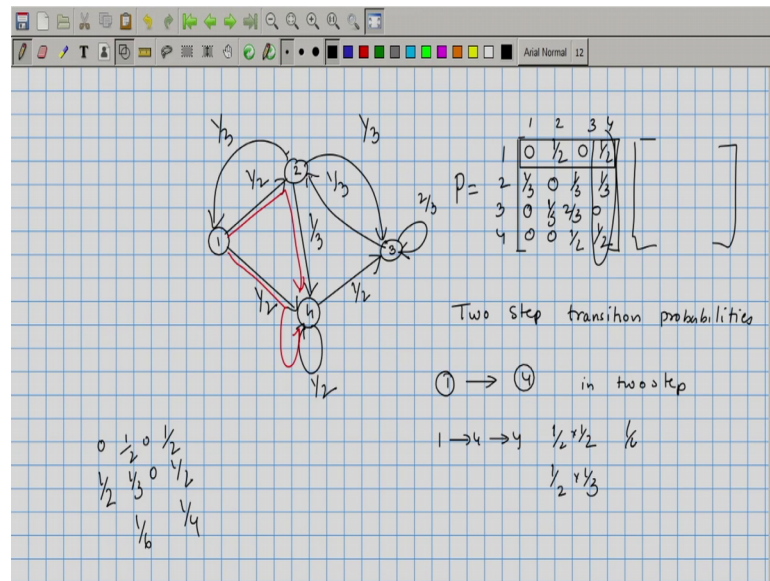 Arial Normal 12
1/3
1/3
2
1/2
1/3
1/3
2/3
1
3
1/2
4
1/2
1/2
1 2 3 4
P =
1 0 1/2 0 1/2
2 1/3 0 1/3 1/3
3 0 1/3 2/3 0
4 0 0 1/2 1/2
Two step transition probabilities
1 → 4 in two step
1 → 4 → 4 1/2 × 1/2 1/6
1/2 × 1/3
0 1/2 0 1/2
1/2 1/3 0 1/2
1/6 1/4